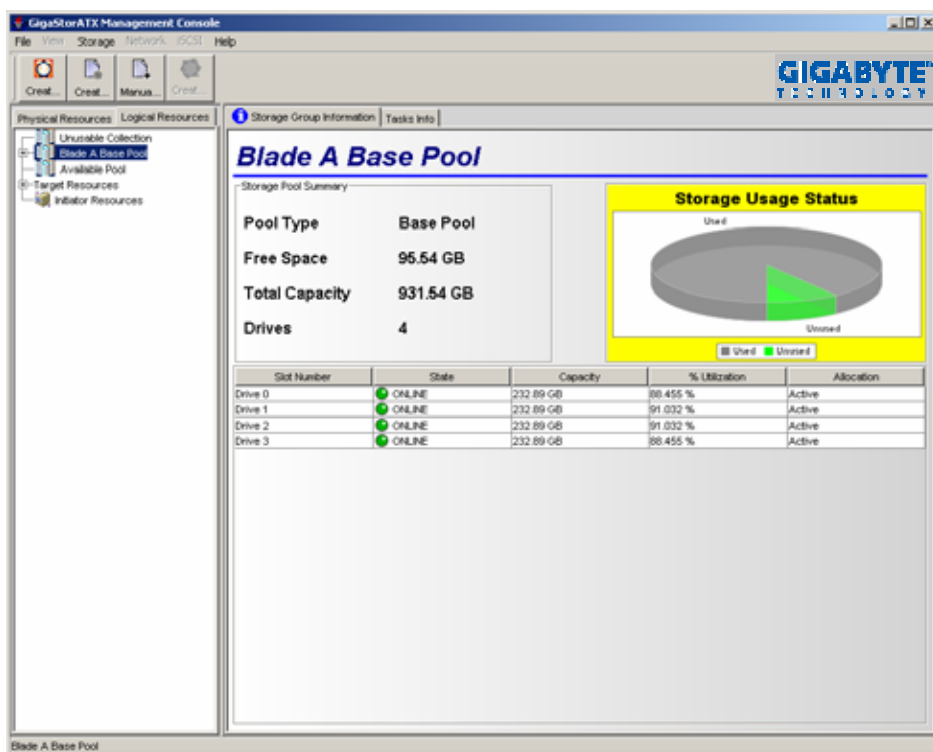 GigaStorATX Management Console
File View Storage Network iSCSI Help
Creat... Creat... Manua... Creat...
GIGABYTE
TECHNOLOGY
Physical Resources Logical Resources
Storage Group Information Tasks Info
Unusable Collection
Blade A Base Pool
Available Pool
Target Resources
Initiator Resources
Blade A Base Pool
Storage Pool Summary
Pool Type Base Pool
Free Space 95.54 GB
Total Capacity 931.54 GB
Drives 4
Storage Usage Status
Used
Unused
Used Unused
Slot Number State Capacity % Utilization Allocation
Drive 0 ONLINE 232.89 GB 88.455 % Active
Drive 1 ONLINE 232.89 GB 91.032 % Active
Drive 2 ONLINE 232.89 GB 91.032 % Active
Drive 3 ONLINE 232.89 GB 88.455 % Active
Blade A Base Pool